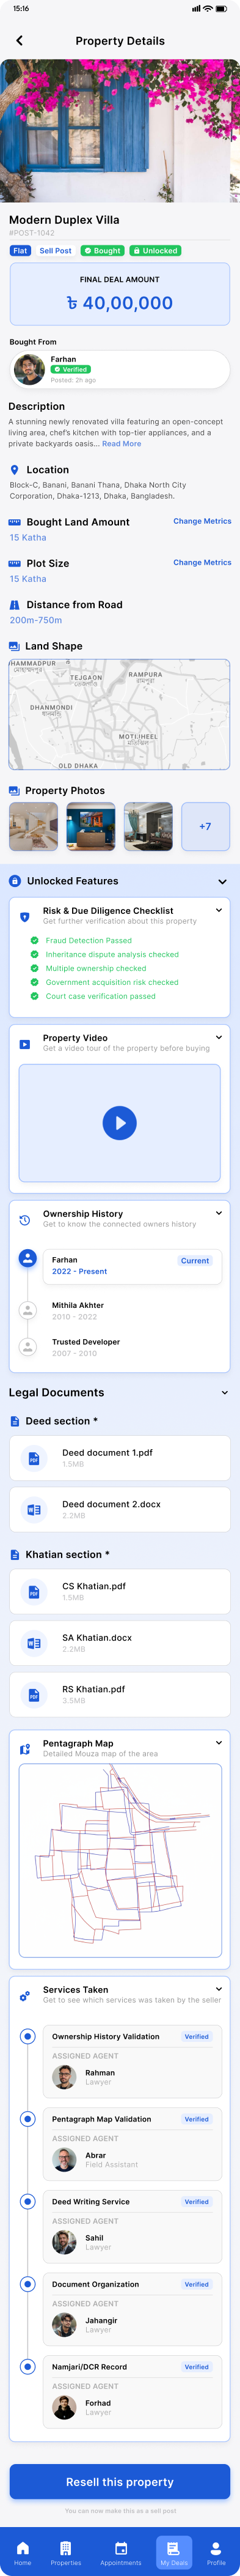 15:16
Property Details
Modern Duplex Villa
#POST-1042
Flat Sell Post Bought Unlocked
FINAL DEAL AMOUNT
৳ 40,00,000
Bought From
Farhan
Verified
Posted: 2h ago
Description
A stunning newly renovated villa featuring an open-concept
living area, chef's kitchen with top-tier appliances, and a
private backyards oasis... Read More
Location
Block-C, Banani, Banani Thana, Dhaka North City
Corporation, Dhaka-1213, Dhaka, Bangladesh.
Bought Land Amount Change Metrics
15 Katha
Plot Size Change Metrics
15 Katha
Distance from Road
200m-750m
Land Shape
HAMMADPUR
RAMPURA
TEJGAON
DHANMONDI
MOTIJHEEL
OLD DHAKA
Property Photos
+7
Unlocked Features
Risk & Due Diligence Checklist
Get further verification about this property
Fraud Detection Passed
Inheritance dispute analysis checked
Multiple ownership checked
Government acquisition risk checked
Court case verification passed
Property Video
Get a video tour of the property before buying
Ownership History
Get to know the connected owners history
Farhan Current
2022 - Present
Mithila Akhter
2010 - 2022
Trusted Developer
2007 - 2010
Legal Documents
Deed section *
PDF
Deed document 1.pdf
1.5MB
Deed document 2.docx
2.2MB
Khatian section *
PDF
CS Khatian.pdf
1.5MB
SA Khatian.docx
2.2MB
PDF
RS Khatian.pdf
3.5MB
Pentagraph Map
Detailed Mouza map of the area
Services Taken
Get to see which services was taken by the seller
Ownership History Validation Verified
ASSIGNED AGENT
Rahman
Lawyer
Pentagraph Map Validation Verified
ASSIGNED AGENT
Abrar
Field Assistant
Deed Writing Service Verified
ASSIGNED AGENT
Sahil
Lawyer
Document Organization Verified
ASSIGNED AGENT
Jahangir
Lawyer
Namjari/DCR Record Verified
ASSIGNED AGENT
Forhad
Lawyer
Resell this property
You can now make this as a sell post
Home Properties Appointments My Deals Profile